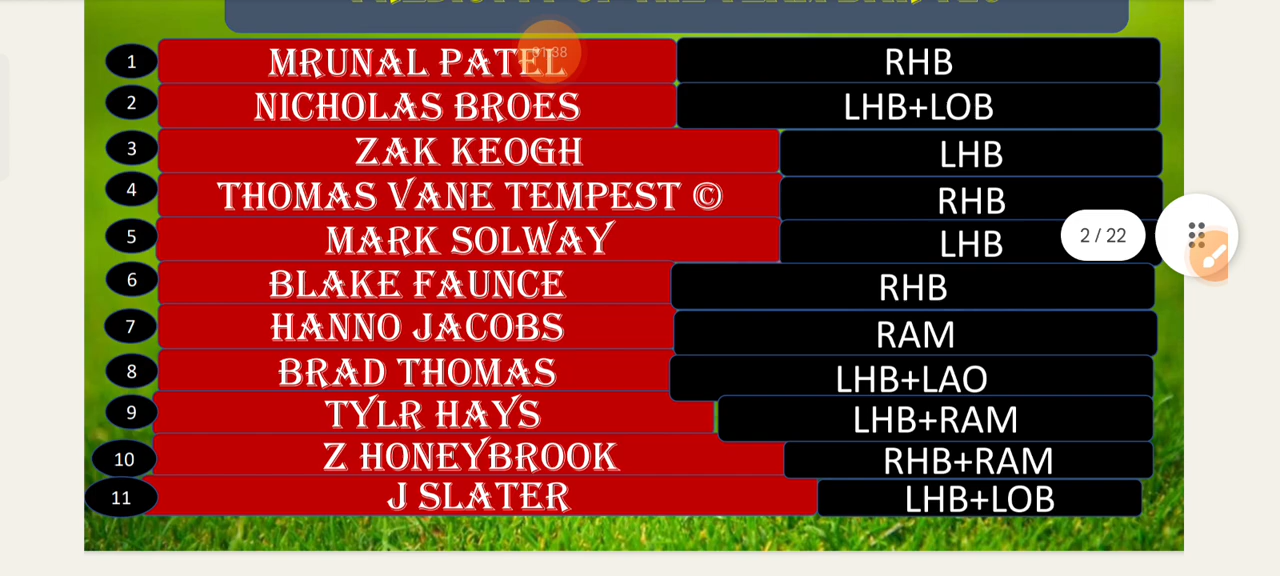 1 MRUNAL PATEL RHB
2 NICHOLAS BROES LHB+LOB
3 ZAK KEOGH LHB
4 THOMAS VANE TEMPEST © RHB
5 MARK SOLWAY LHB
2 / 22
6 BLAKE FAUNCE RHB
7 HANNO JACOBS RAM
8 BRAD THOMAS LHB+LAO
9 TYLR HAYS LHB+RAM
10 Z HONEYBROOK RHB+RAM
11 J SLATER LHB+LOB
01:38